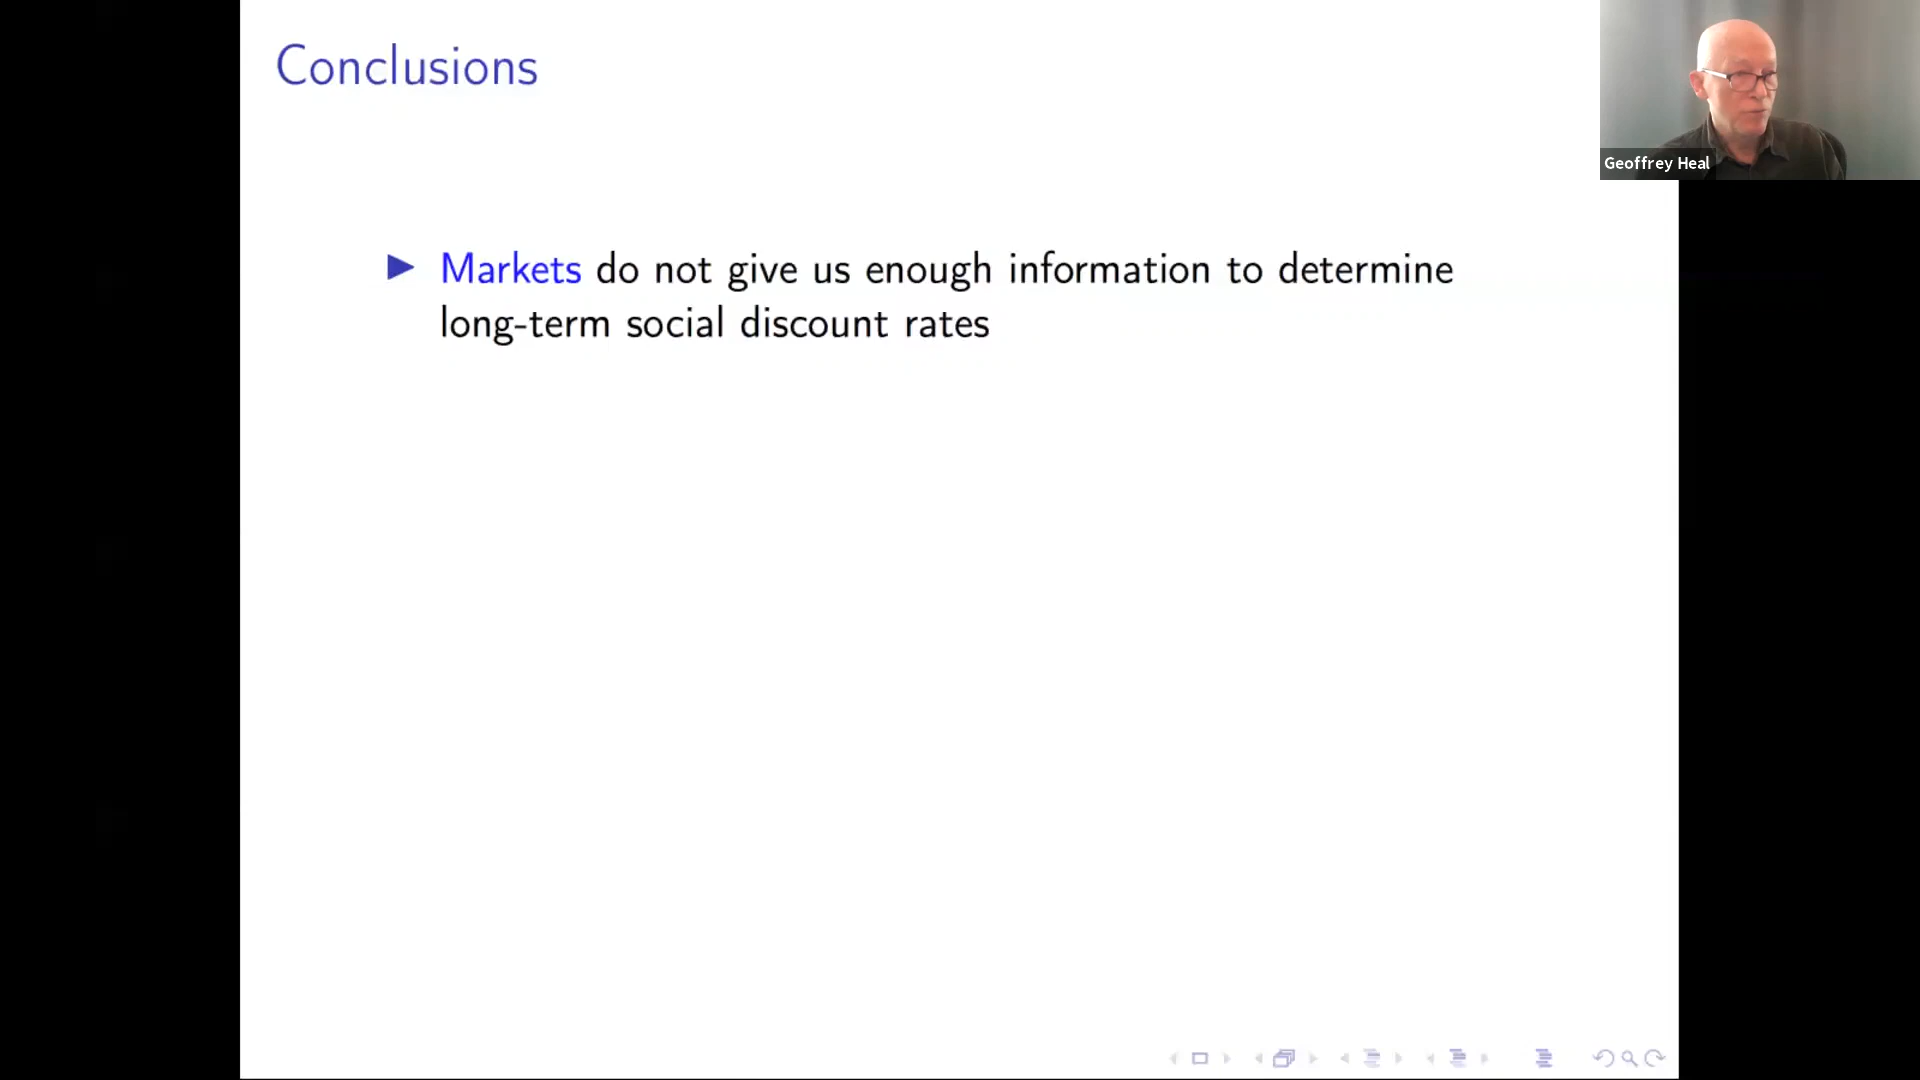 Conclusions
Geoffrey Heal
Markets do not give us enough information to determine
long-term social discount rates